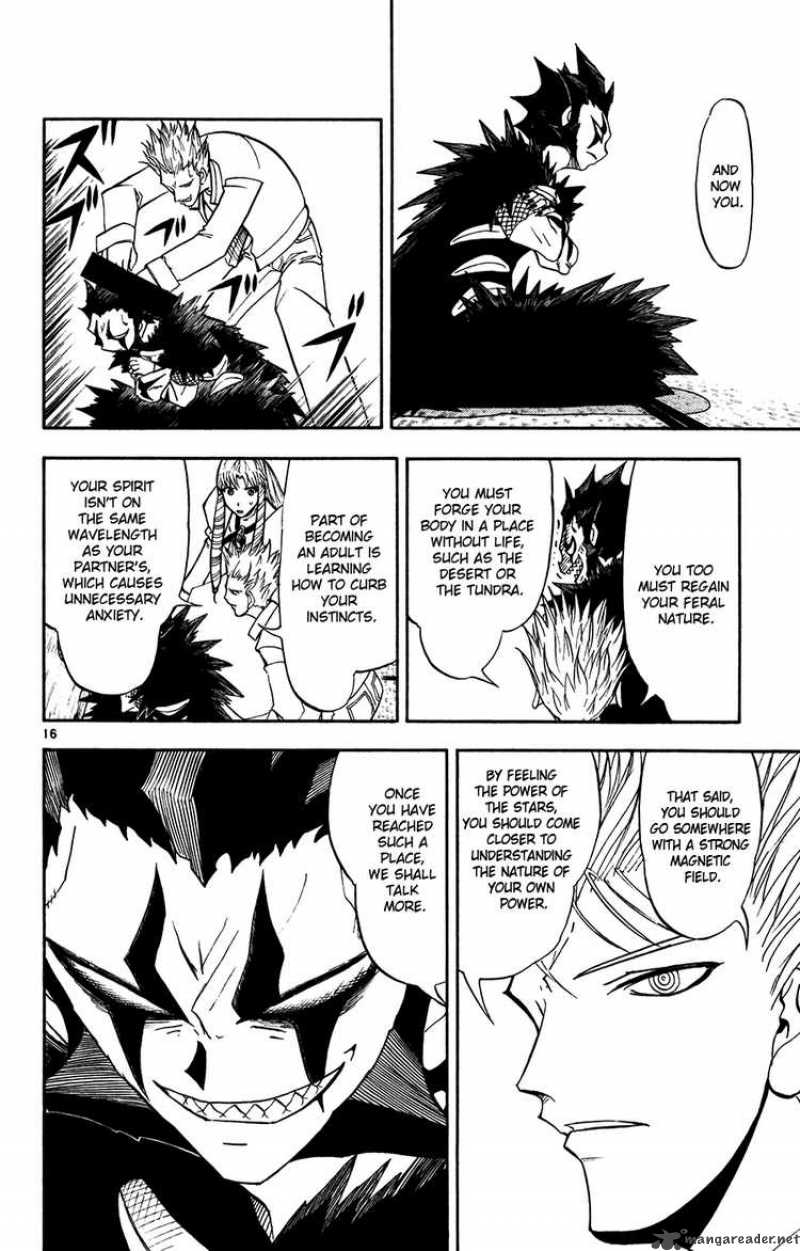 AND
NOW
YOU.
YOU TOO
MUST REGAIN
YOUR FERAL
NATURE.
YOU MUST
FORGE YOUR
BODY IN A PLACE
WITHOUT LIFE,
SUCH AS THE
DESERT OR
THE TUNDRA.
PART OF
BECOMING
AN ADULT IS
LEARNING
HOW TO CURB
YOUR
INSTINCTS.
YOUR SPIRIT
ISN'T ON
THE SAME
WAVELENGTH
AS YOUR
PARTNER'S,
WHICH CAUSES
UNNECESSARY
ANXIETY.
16
THAT SAID,
YOU SHOULD
GO SOMEWHERE
WITH A STRONG
MAGNETIC
FIELD.
BY FEELING
THE POWER OF
THE STARS,
YOU SHOULD COME
CLOSER TO
UNDERSTANDING
THE NATURE OF
YOUR OWN
POWER.
ONCE
YOU HAVE
REACHED
SUCH A
PLACE,
WE SHALL
TALK
MORE.
mangareader.net